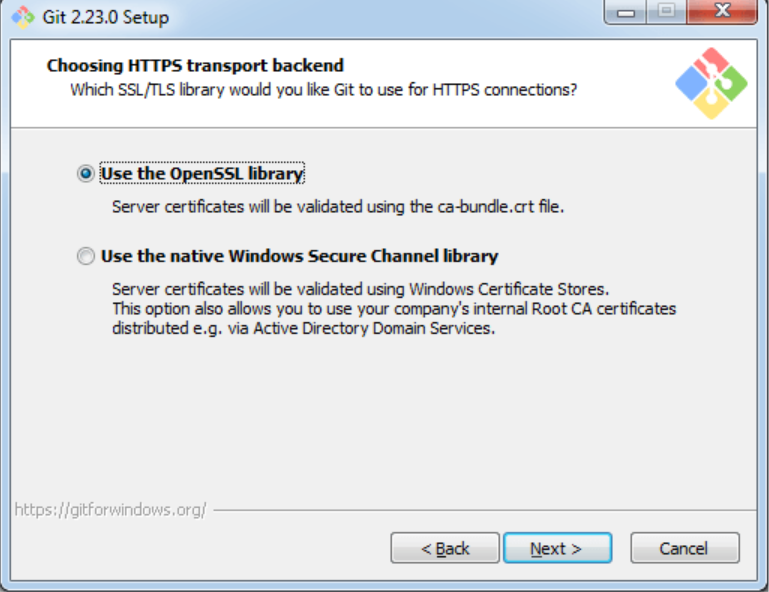 Git 2.23.0 Setup
Choosing HTTPS transport backend
Which SSL/TLS library would you like Git to use for HTTPS connections?
Use the OpenSSL library
Server certificates will be validated using the ca-bundle.crt file.
Use the native Windows Secure Channel library
Server certificates will be validated using Windows Certificate Stores.
This option also allows you to use your company's internal Root CA certificates
distributed e.g. via Active Directory Domain Services.
https://gitforwindows.org/
< Back
Next >
Cancel